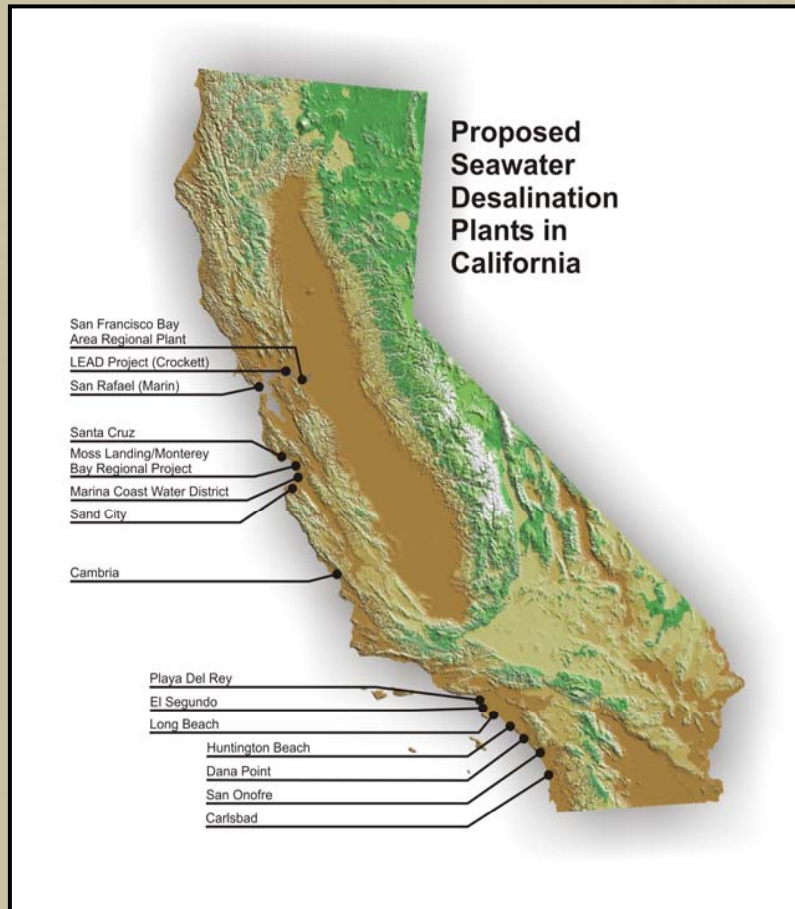 Proposed
Seawater
Desalination
Plants in
California
San Francisco Bay
Area Regional Plant
LEAD Project (Crockett)
San Rafael (Marin)
Santa Cruz
Moss Landing/Monterey
Bay Regional Project
Marina Coast Water District
Sand City
Cambria
Playa Del Rey
El Segundo
Long Beach
Huntington Beach
Dana Point
San Onofre
Carlsbad